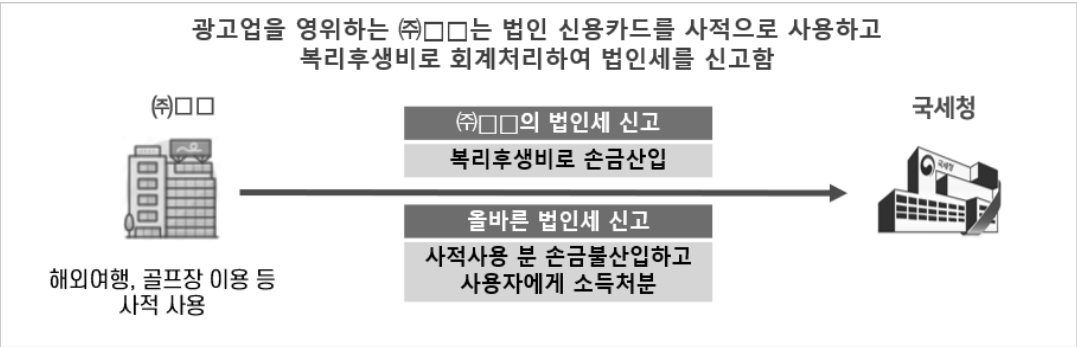 광고업을 영위하는 ㈜□□는 법인 신용카드를 사적으로 사용하고
복리후생비로 회계처리하여 법인세를 신고함
㈜□□
국세청
㈜□□의 법인세 신고
복리후생비로 손금산입
국세청
올바른 법인세 신고
사적사용 분 손금불산입하고
사용자에게 소득처분
해외여행, 골프장 이용 등
사적 사용